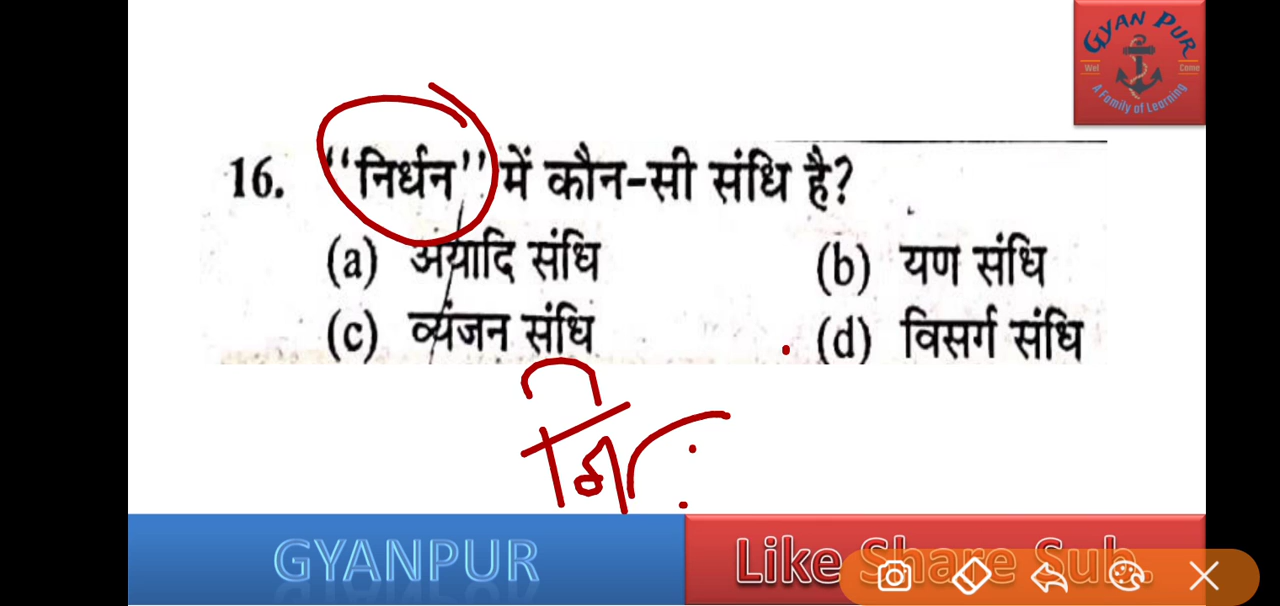 GYAN PUR
Wel Come
A Family of Learning
16. “निर्धन” में कौन-सी संधि है?
(a) अयादि संधि (b) यण संधि
(c) व्यंजन संधि (d) विसर्ग संधि
GYANPUR Like Share Sub.